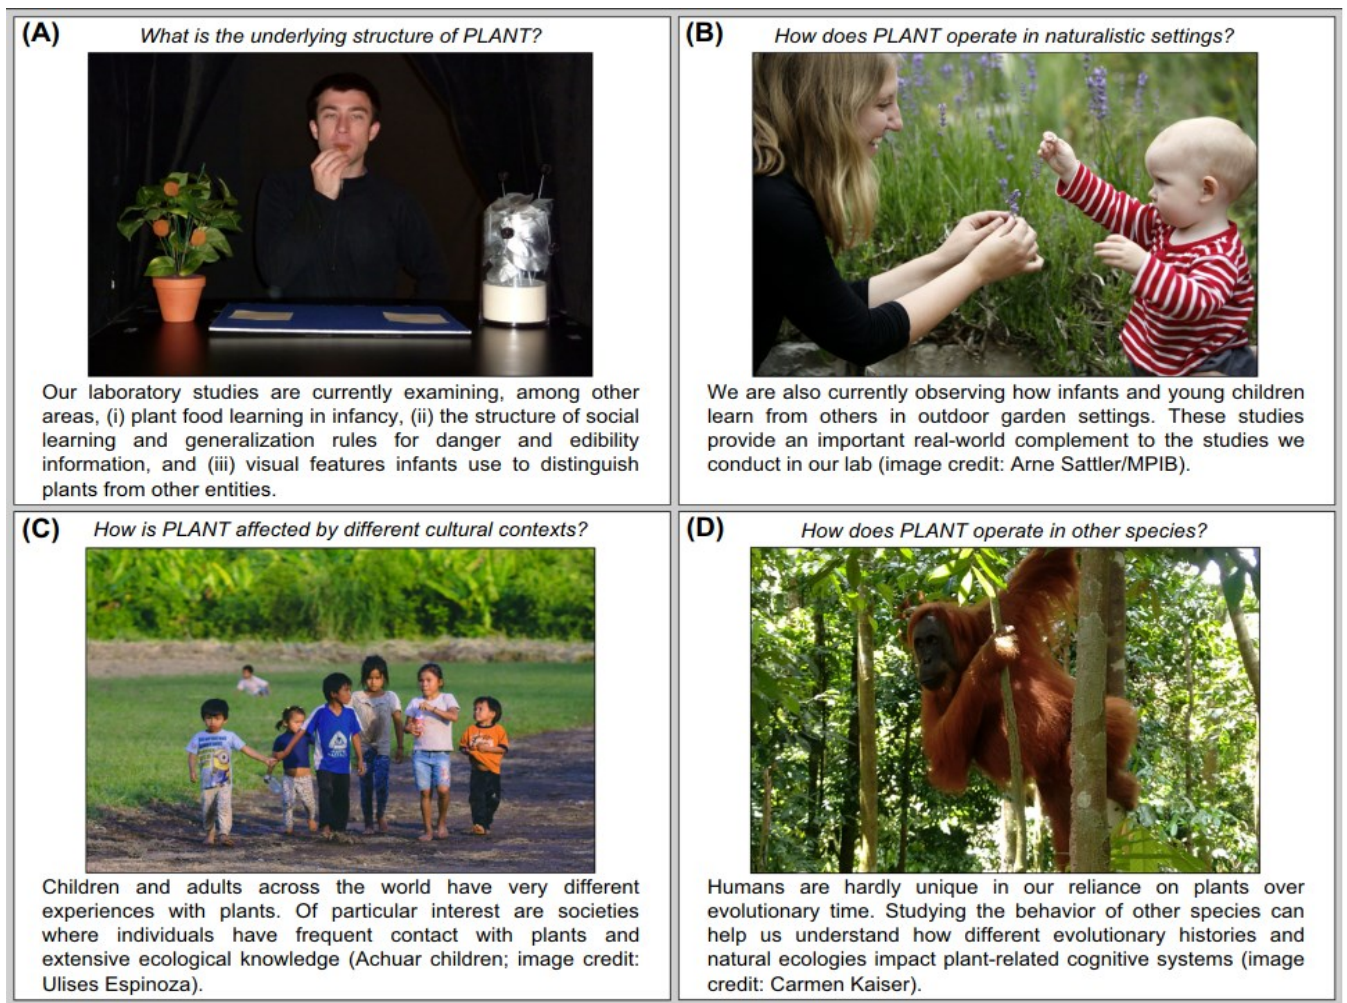 (A)
What is the underlying structure of PLANT?
Our laboratory studies are currently examining, among other
areas, (i) plant food learning in infancy, (ii) the structure of social
learning and generalization rules for danger and edibility
information, and (iii) visual features infants use to distinguish
plants from other entities.
(B)
How does PLANT operate in naturalistic settings?
We are also currently observing how infants and young children
learn from others in outdoor garden settings. These studies
provide an important real-world complement to the studies we
conduct in our lab (image credit: Arne Sattler/MPIB).
(C)
How is PLANT affected by different cultural contexts?
Children and adults across the world have very different
experiences with plants. Of particular interest are societies
where individuals have frequent contact with plants and
extensive ecological knowledge (Achuar children; image credit:
Ulises Espinoza).
(D)
How does PLANT operate in other species?
Humans are hardly unique in our reliance on plants over
evolutionary time. Studying the behavior of other species can
help us understand how different evolutionary histories and
natural ecologies impact plant-related cognitive systems (image
credit: Carmen Kaiser).